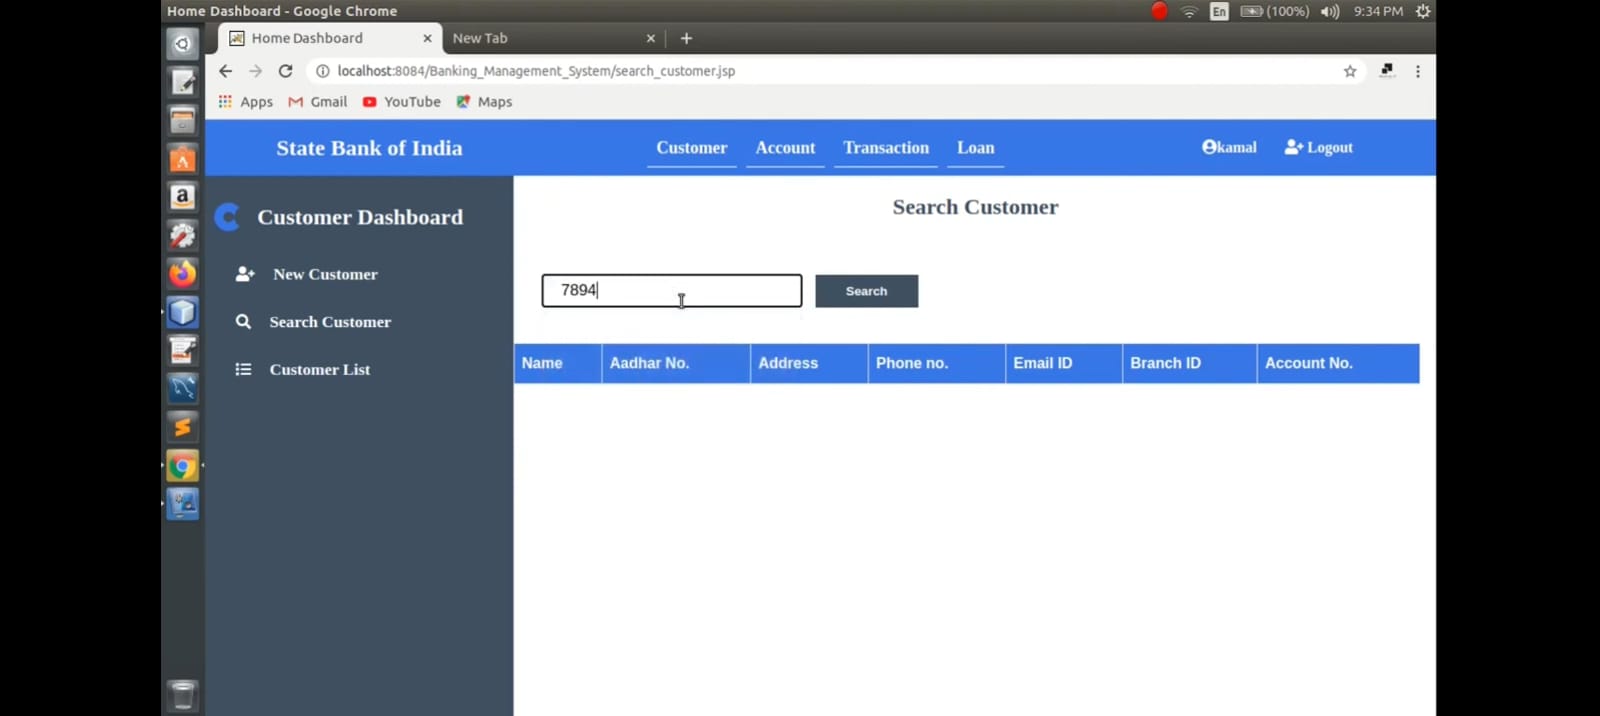 Home Dashboard - Google Chrome
En (100%) 9:34 PM
Home Dashboard New Tab
localhost:8084/Banking_Management_System/search_customer.jsp
Apps Gmail YouTube Maps
State Bank of India Customer Account Transaction Loan kamal Logout
Customer Dashboard
New Customer
Search Customer
Customer List
Search Customer
7894 Search
Name Aadhar No. Address Phone no. Email ID Branch ID Account No.